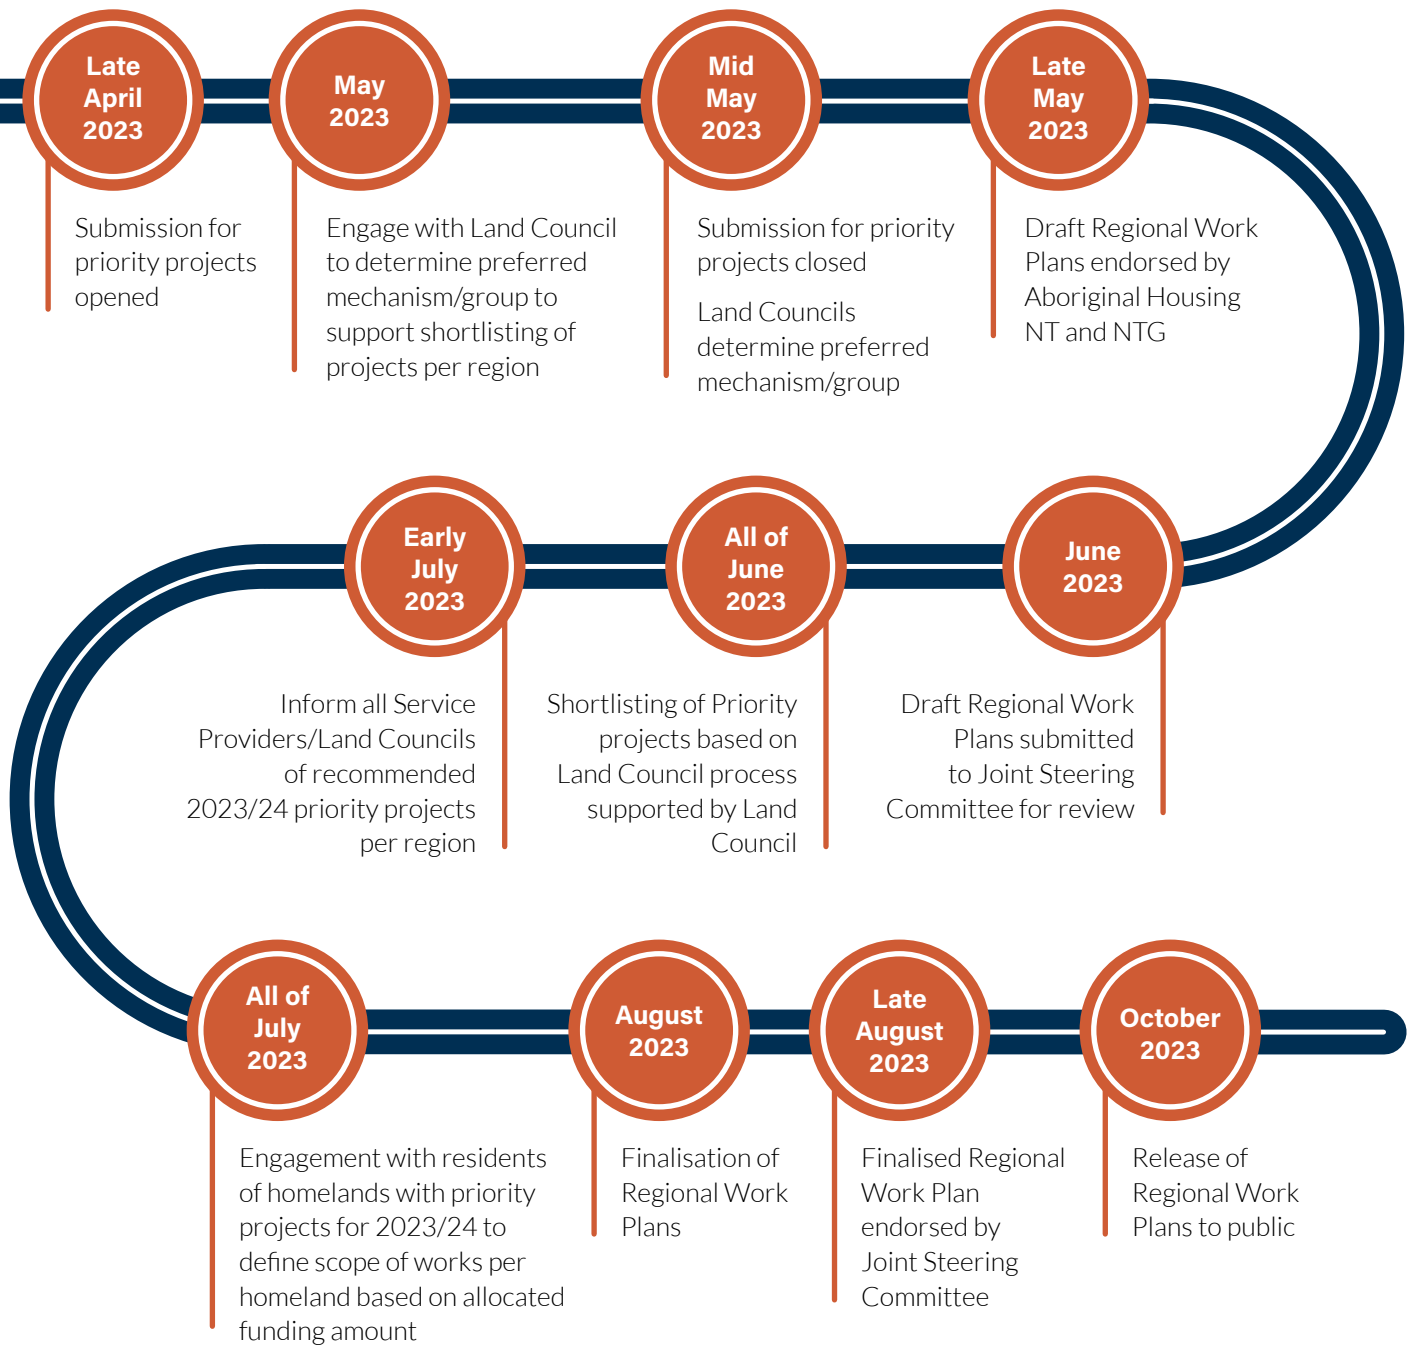 Late
April
2023
Submission for
priority projects
opened
May
2023
Engage with Land Council
to determine preferred
mechanism/group to
support shortlisting of
projects per region
Mid
May
2023
Submission for priority
projects closed
Land Councils
determine preferred
mechanism/group
Late
May
2023
Draft Regional Work
Plans endorsed by
Aboriginal Housing
NT and NTG
June
2023
Draft Regional Work
Plans submitted
to Joint Steering
Committee for review
All of
June
2023
Shortlisting of Priority
projects based on
Land Council process
supported by Land
Council
Early
July
2023
Inform all Service
Providers/Land Councils
of recommended
2023/24 priority projects
per region
All of
July
2023
Engagement with residents
of homelands with priority
projects for 2023/24 to
define scope of works per
homeland based on allocated
funding amount
August
2023
Finalisation of
Regional Work
Plans
Late
August
2023
Finalised Regional
Work Plan
endorsed by
Joint Steering
Committee
October
2023
Release of
Regional Work
Plans to public